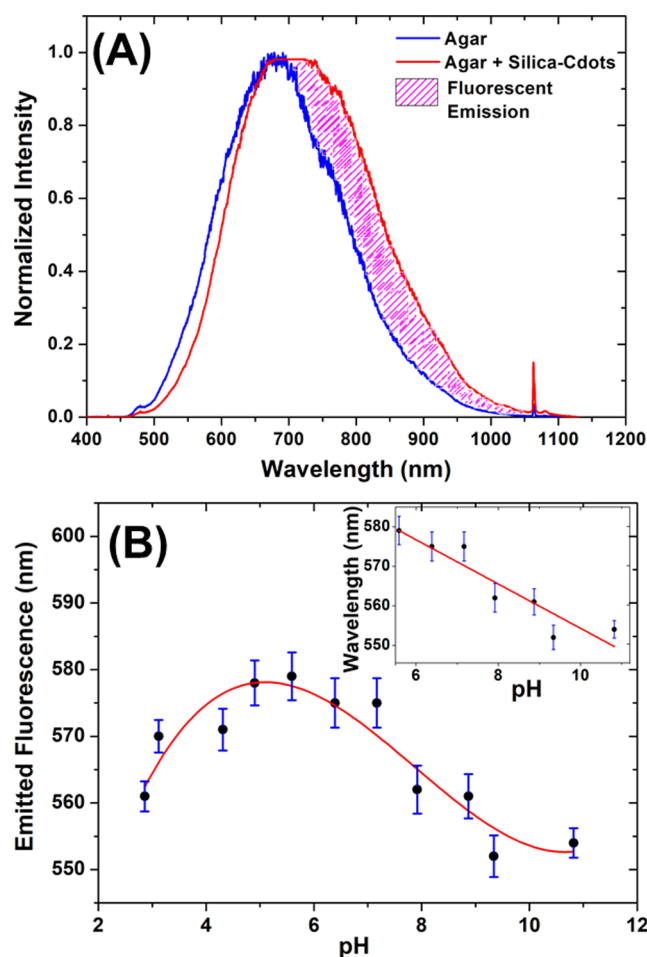 (A)
Agar
Agar + Silica-Cdots
Fluorescent
Emission
Normalized Intensity
1.0
0.8
0.6
0.4
0.2
0.0
400 500 600 700 800 900 1000 1100 1200
Wavelength (nm)
(B)
Emitted Fluorescence (nm)
600
590
580
570
560
550
2 4 6 8 10 12
pH
Wavelength (nm)
580
570
560
550
6 8 10
pH